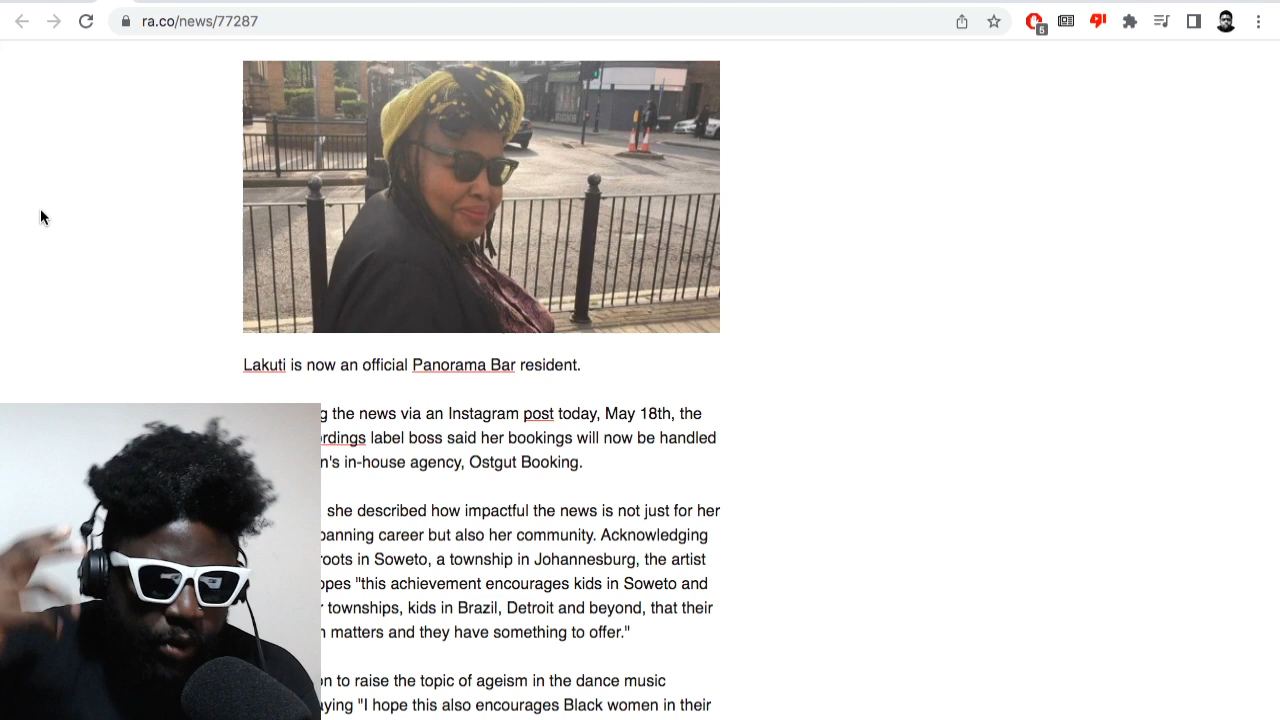 ra.co/news/77287
5
Lakuti is now an official Panorama Bar resident.
the news via an Instagram post today, May 18th, the
label boss said her bookings will now be handled
in-house agency, Ostgut Booking.
she described how impactful the news is not just for her
career but also her community. Acknowledging
roots in Soweto, a township in Johannesburg, the artist
"this achievement encourages kids in Soweto and
townships, kids in Brazil, Detroit and beyond, that their
matters and they have something to offer."
to raise the topic of ageism in the dance music
"I hope this also encourages Black women in their